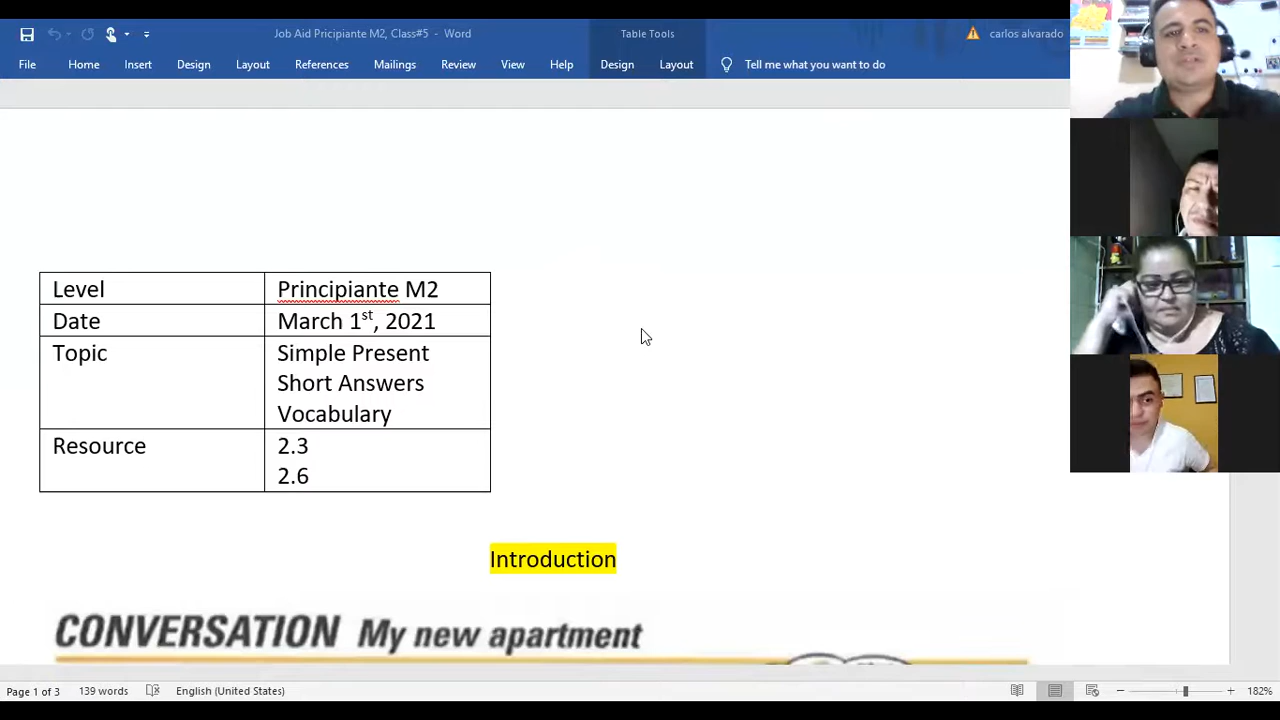 Job Aid Pricipiante M2, Class#5 - Word
Table Tools
carlos alvarado
File Home Insert Design Layout References Mailings Review View Help Design Layout Tell me what you want to do
Level Principiante M2
Date March 1st, 2021
Topic Simple Present
Short Answers
Vocabulary
Resource 2.3
2.6
Introduction
CONVERSATION My new apartment
Page 1 of 3 139 words English (United States) 182%